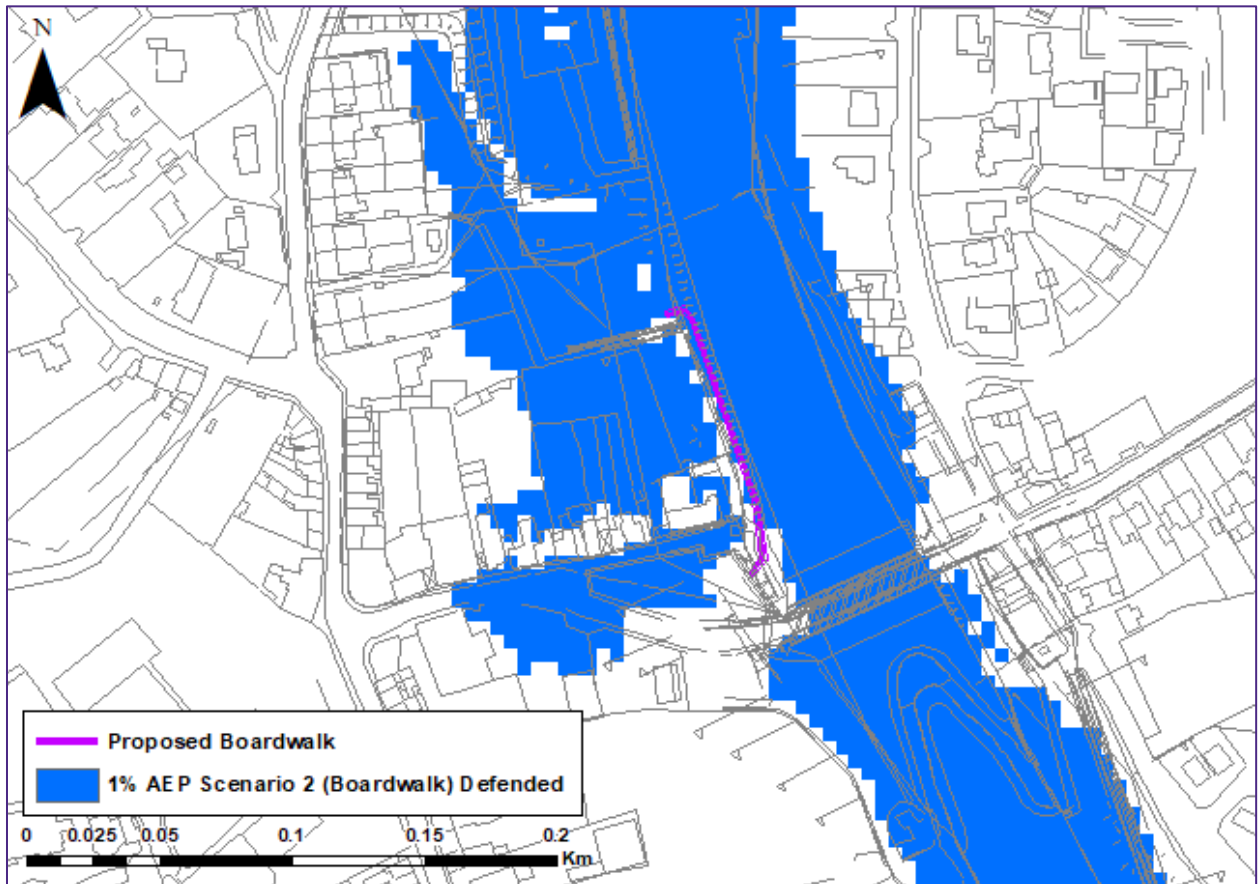 N
Proposed Boardwalk
1% AEP Scenario 2 (Boardwalk) Defended
0 0.025 0.05 0.1 0.15 0.2
Km